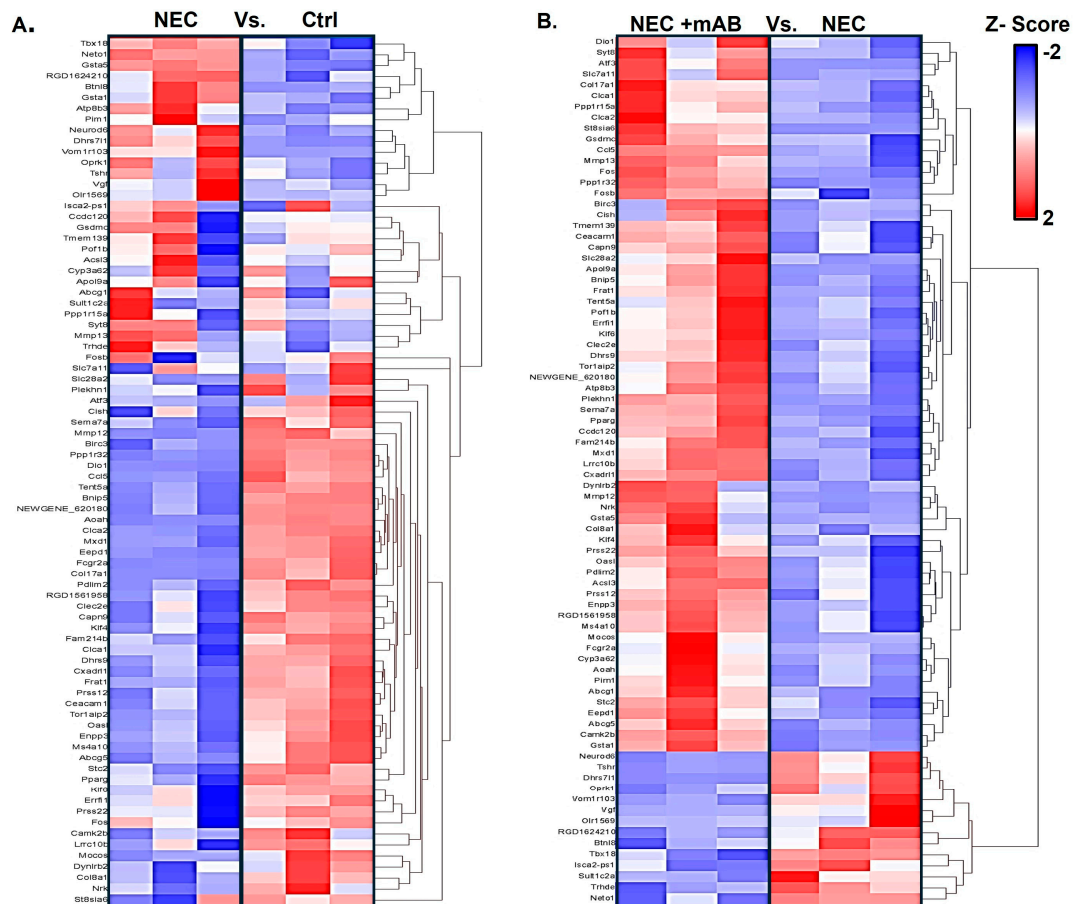 A. NEC Vs. Ctrl
Tbx18
Neto1
Gsta5
RGD1624210
Btnl8
Gsta1
Atp8b3
Pim1
Neurod6
Dhrs7l1
Vom1r103
Oprk1
Tshr
Vgf
Olr1569
Isca2-ps1
Ccdc120
Gsdmc
Tmem139
Pof1b
Acsl3
Cyp3a62
Apol9a
Abcg1
Sult1c2a
Ppp1r15a
Syt8
Mmp13
Trhde
Fosb
Slc7a11
Slc28a2
Plekhn1
Atf3
Cish
Sema7a
Mmp12
Birc3
Ppp1r32
Dio1
Ccl5
Tent5a
Bnip5
NEWGENE_620180
Aoah
Clca2
Mxd1
Eepd1
Fcgr2a
Col17a1
Pdlim2
RGD1561958
Clec2e
Capn9
Klf4
Fam214b
Clca1
Dhrs9
Cxadrl1
Frat1
Prss12
Ceacam1
Tor1aip2
Oasl
Enpp3
Ms4a10
Abcg5
Stc2
Pparg
Klf6
Errfi1
Prss22
Fos
Camk2b
Lrrc10b
Mocos
Dynlrb2
Col8a1
Nrk
St8sia6
B. NEC +mAB Vs. NEC
Dio1
Syt8
Atf3
Slc7a11
Col17a1
Clca1
Ppp1r15a
Clca2
St8sia6
Gsdmc
Ccl5
Mmp13
Fos
Ppp1r32
Fosb
Birc3
Cish
Tmem139
Ceacam1
Capn9
Slc28a2
Apol9a
Bnip5
Frat1
Tent5a
Pof1b
Errfi1
Klf6
Clec2e
Dhrs9
Tor1aip2
NEWGENE_620180
Atp8b3
Plekhn1
Sema7a
Pparg
Ccdc120
Fam214b
Mxd1
Lrrc10b
Cxadrl1
Dynlrb2
Mmp12
Nrk
Gsta5
Col8a1
Klf4
Prss22
Oasl
Pdlim2
Acsl3
Prss12
Enpp3
RGD1561958
Ms4a10
Mocos
Fcgr2a
Cyp3a62
Aoah
Pim1
Abcg1
Stc2
Eepd1
Abcg5
Camk2b
Gsta1
Neurod6
Tshr
Dhrs7l1
Oprk1
Vom1r103
Vgf
Olr1569
RGD1624210
Btnl8
Tbx18
Isca2-ps1
Sult1c2a
Trhde
Neto1
Z- Score
-2
2